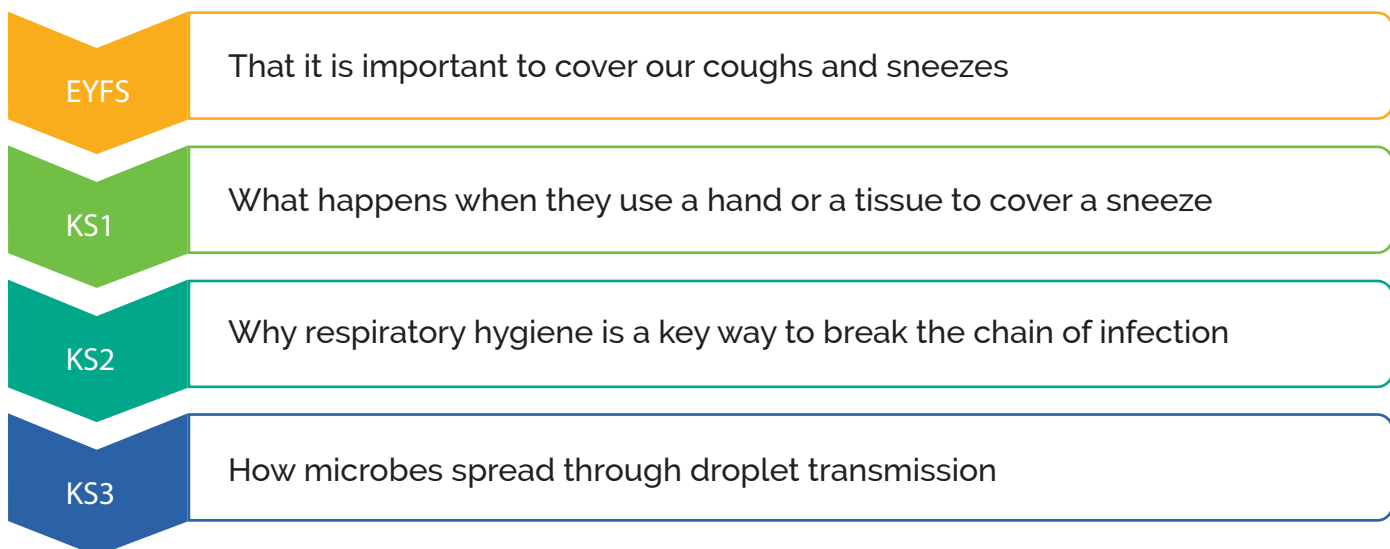 EYFS
That it is important to cover our coughs and sneezes
KS1
What happens when they use a hand or a tissue to cover a sneeze
KS2
Why respiratory hygiene is a key way to break the chain of infection
KS3
How microbes spread through droplet transmission